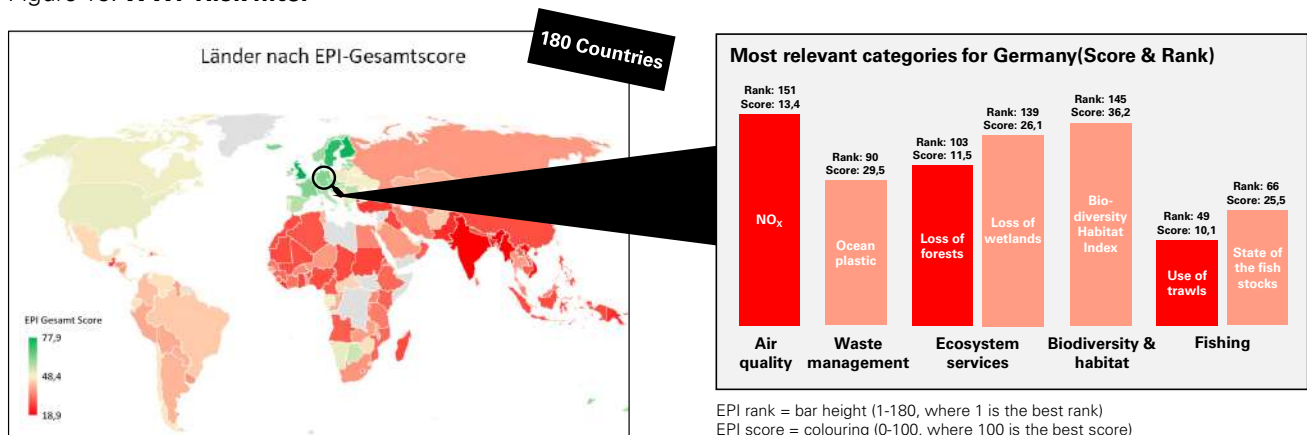 180 Countries
Länder nach EPI-Gesamtscore
EPI Gesamt Score
77,9
48,4
18,9
Most relevant categories for Germany(Score & Rank)
Rank: 151
Score: 13,4
NOx
Air
quality
Rank: 90
Score: 29,5
Ocean
plastic
Waste
management
Rank: 103
Score: 11,5
Loss of
forests
Rank: 139
Score: 26,1
Loss of
wetlands
Ecosystem
services
Rank: 145
Score: 36,2
Bio-
diversity
Habitat
Index
Biodiversity &
habitat
Rank: 49
Score: 10,1
Use of
trawls
Rank: 66
Score: 25,5
State of
the fish
stocks
Fishing
EPI rank = bar height (1-180, where 1 is the best rank)
EPI score = colouring (0-100, where 100 is the best score)